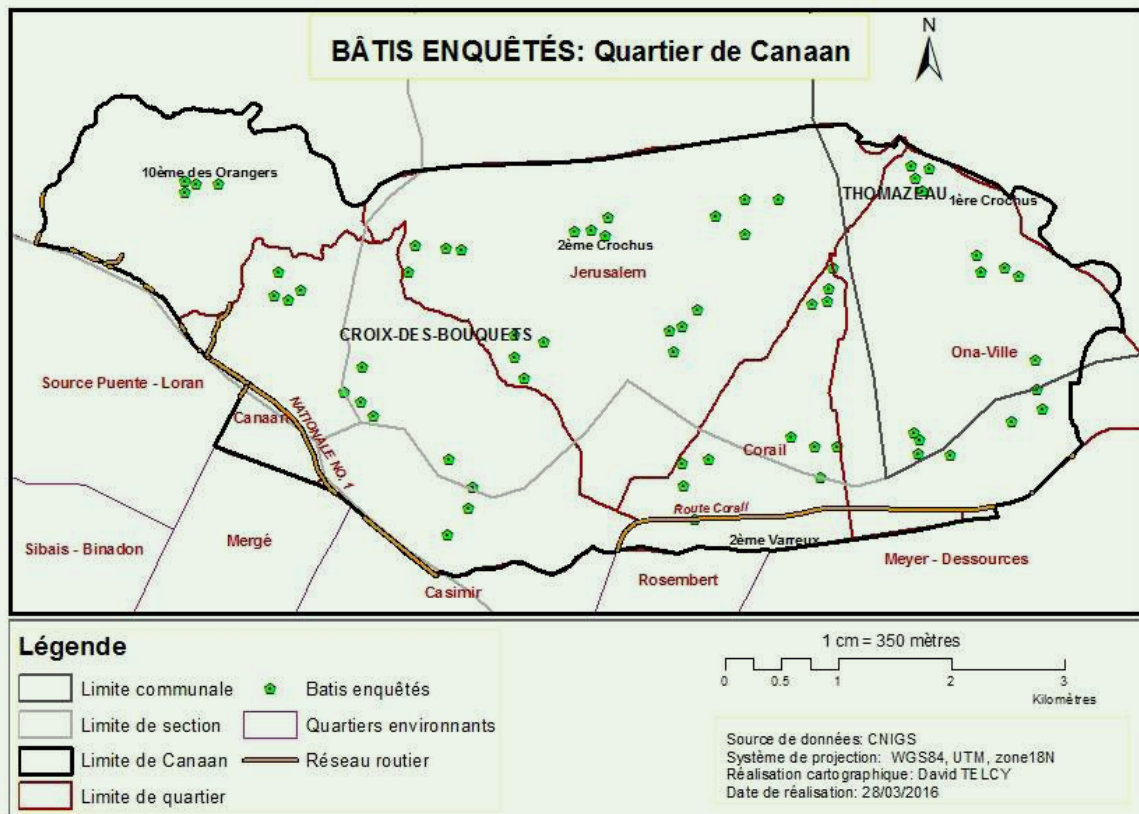 BÂTIS ENQUÊTÉS: Quartier de Canaan
N
10ème des Orangers
THOMAZEAU
1ère Crochus
2ème Crochus
Jerusalem
CROIX-DES-BOUQUETS
Ona-Ville
Source Puente - Loran
Canaan
NATIONALE NO. 1
Corail
Route Corail
Sibais - Binadon
Mergé
2ème Varreux
Meyer - Dessources
Rosembert
Casimir
Légende
Limite communale
Batis enquêtés
Limite de section
Quartiers environnants
Limite de Canaan
Réseau routier
Limite de quartier
1 cm = 350 mètres
0 0.5 1 2 3
Kilomètres
Source de données: CNIGS
Système de projection: WGS84, UTM, zone18N
Réalisation cartographique: David TELCY
Date de réalisation: 28/03/2016